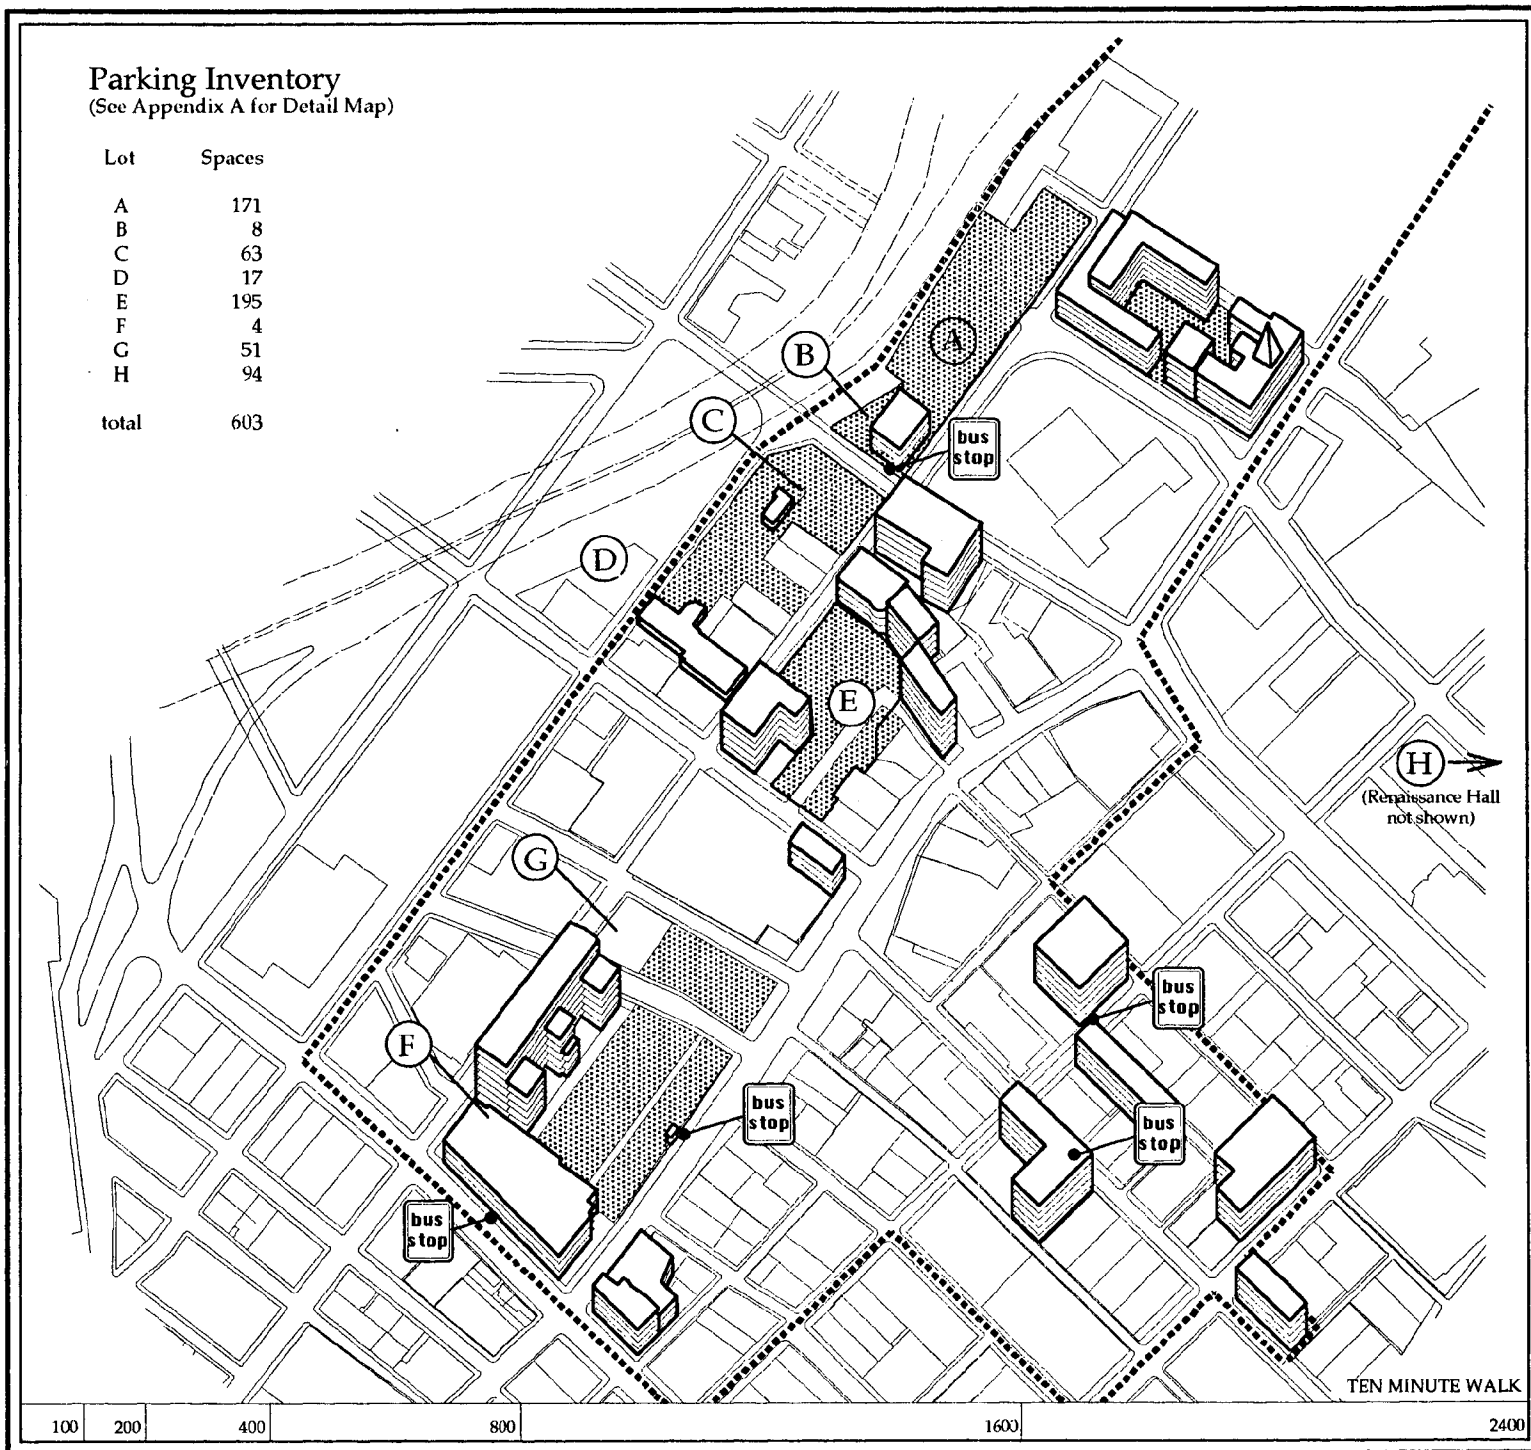 Parking Inventory
(See Appendix A for Detail Map)
Lot Spaces
A 171
B 8
C 63
D 17
E 195
F 4
G 51
H 94
total 603
A
B
C
bus
stop
D
E
H
(Renaissance Hall
not shown)
G
bus
stop
F
bus
stop
bus
stop
bus
stop
TEN MINUTE WALK
100 200 400 800 1600 2400